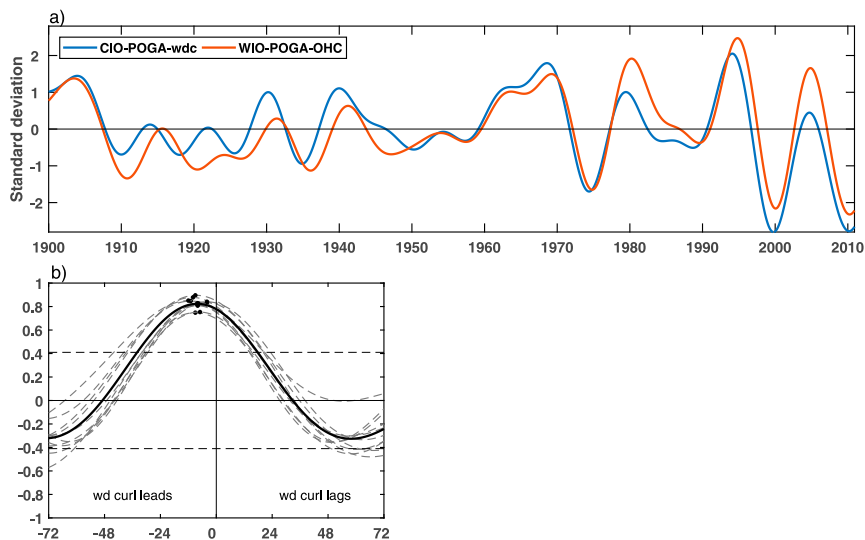 a)
CIO-POGA-wdc WIO-POGA-OHC
Standard deviation
2
1
0
-1
-2
1900 1910 1920 1930 1940 1950 1960 1970 1980 1990 2000 2010
b)
1
0.8
0.6
0.4
0.2
0
-0.2
-0.4
-0.6
-0.8
-1
wd curl leads wd curl lags
-72 -48 -24 0 24 48 72